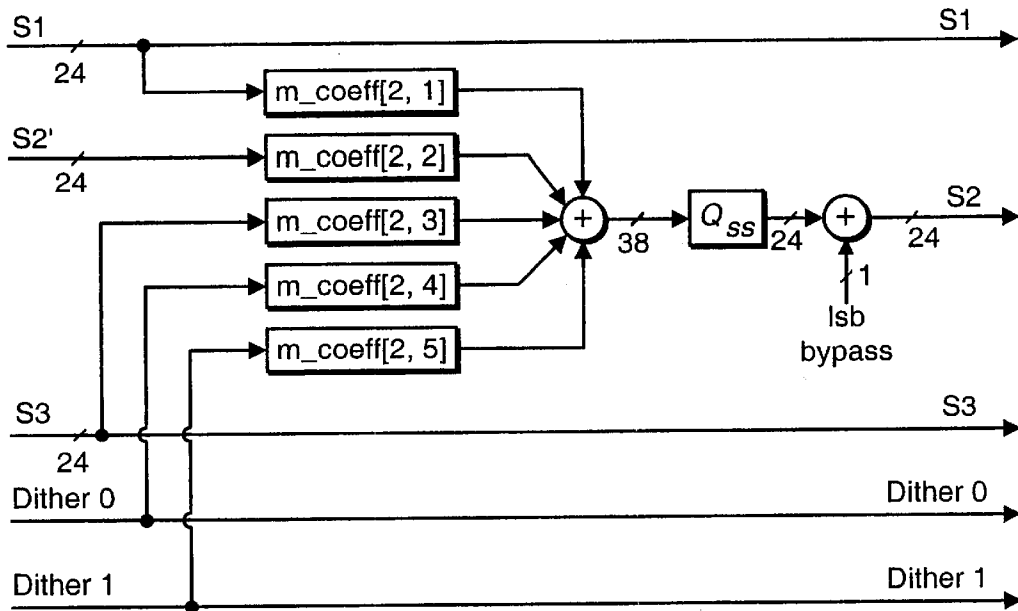 S1
S1
24
m_coeff[2, 1]
S2'
24
m_coeff[2, 2]
m_coeff[2, 3]
+
38
Q ss
24
+
24
S2
m_coeff[2, 4]
1
lsb
bypass
m_coeff[2, 5]
S3
S3
24
Dither 0
Dither 0
Dither 1
Dither 1